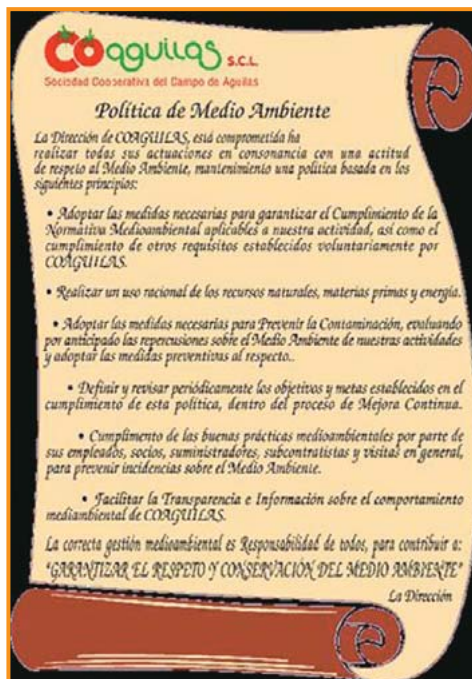 COaguilas S.C.L.
Sociedad Cooperativa del Campo de Aguilas
Política de Medio Ambiente
La Dirección de COAGUILAS, está comprometida ha
realizar todas sus actuaciones en consonancia con una actitud
de respeto al Medio Ambiente, mantenimiento una política basada en los
siguientes principios:
• Adoptar las medidas necesarias para garantizar el Cumplimiento de la
Normativa Medioambiental aplicables a nuestra actividad, así como el
cumplimiento de otros requisitos establecidos voluntariamente por
COAGUILAS.
• Realizar un uso racional de los recursos naturales, materias primas y energía.
• Adoptar las medidas necesarias para Prevenir la Contaminación, evaluando
por anticipado las repercusiones sobre el Medio Ambiente de nuestras actividades
y adoptar las medidas preventivas al respecto..
• Definir y revisar periódicamente los objetivos y metas establecidos en el
cumplimiento de esta política, dentro del proceso de Mejora Continua.
• Cumplimento de las buenas prácticas medioambientales por parte de
sus empleados, socios, suministradores, subcontratistas y visitas en general,
para prevenir incidencias sobre el Medio Ambiente.
• Facilitar la Transparencia e Información sobre el comportamiento
mediambental de COAGUILAS.
La correcta gestión medioambiental es Responsabilidad de todos, para contribuir a:
"GARANTIZAR EL RESPETO Y CONSERVACIÓN DEL MEDIO AMBIENTE"
La Dirección